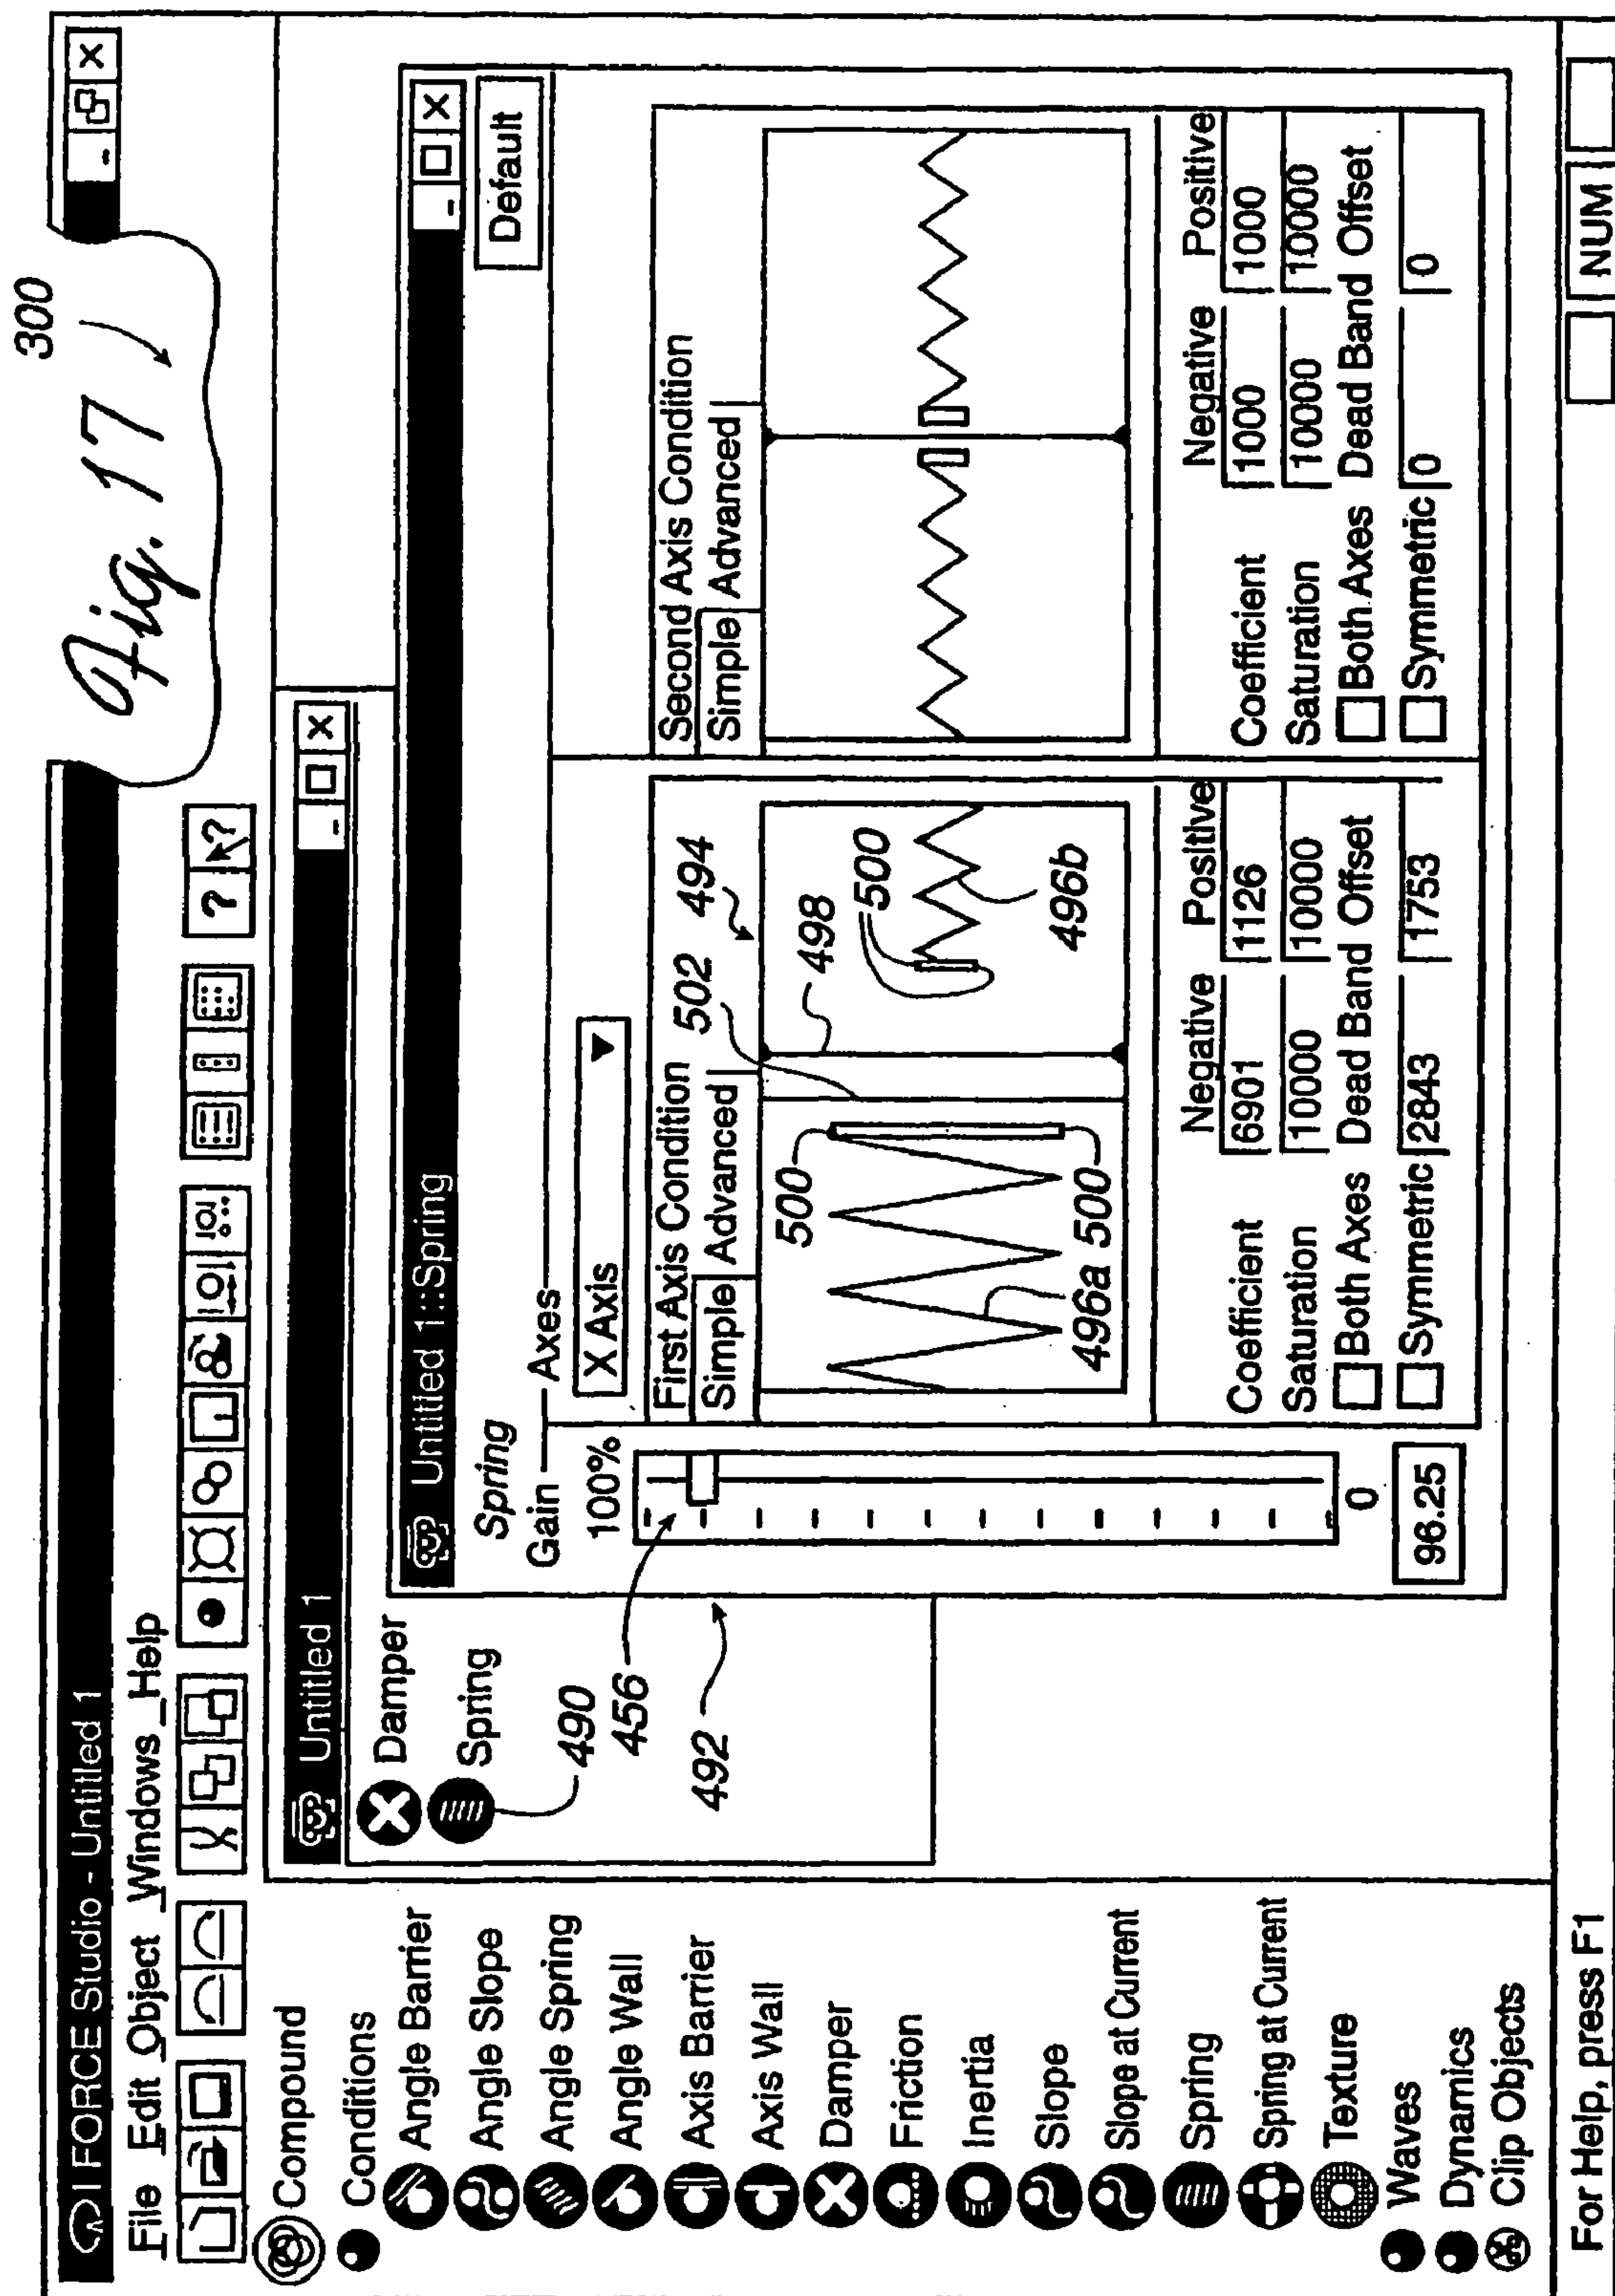 Fig. 17
300
I FORCE Studio - Untitled 1
File Edit Object Windows Help
? ?
Compound
Conditions
Angle Barrier
Angle Slope
Angle Spring
Angle Wall
Axis Barrier
Axis Wall
Damper
Friction
Inertia
Slope
Slope at Current
Spring
Spring at Current
Texture
Waves
Dynamics
Clip Objects
Untitled 1
Damper
Spring
490
456
492
Untitled 1::Spring
Spring
Default
Gain
100%
0
96.25
Axes
X Axis
First Axis Condition
Simple Advanced
502 494
498
500
500
496a 500
496b
Negative Positive
Coefficient 6901 1126
Saturation 10000 10000
Both Axes Dead Band Offset
Symmetric 2843 1753
Second Axis Condition
Simple Advanced
Negative Positive
Coefficient 1000 1000
Saturation 10000 10000
Both Axes Dead Band Offset
Symmetric 0 0
For Help, press F1
NUM